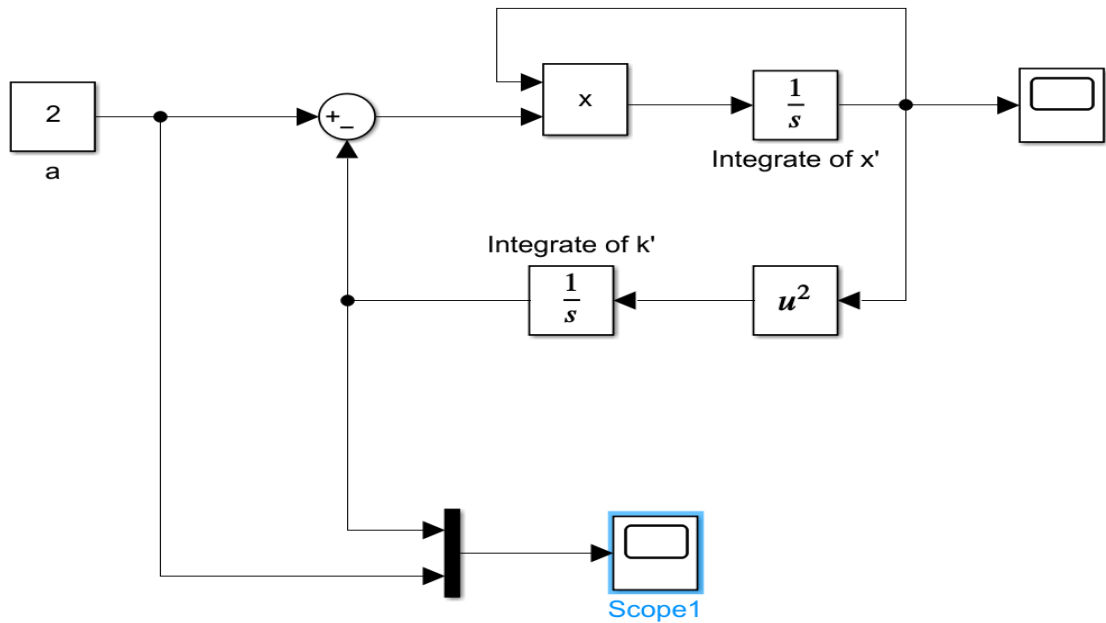 2
a
+
−
x
1
s
Integrate of x'
Integrate of k'
1
s
u²
Scope1